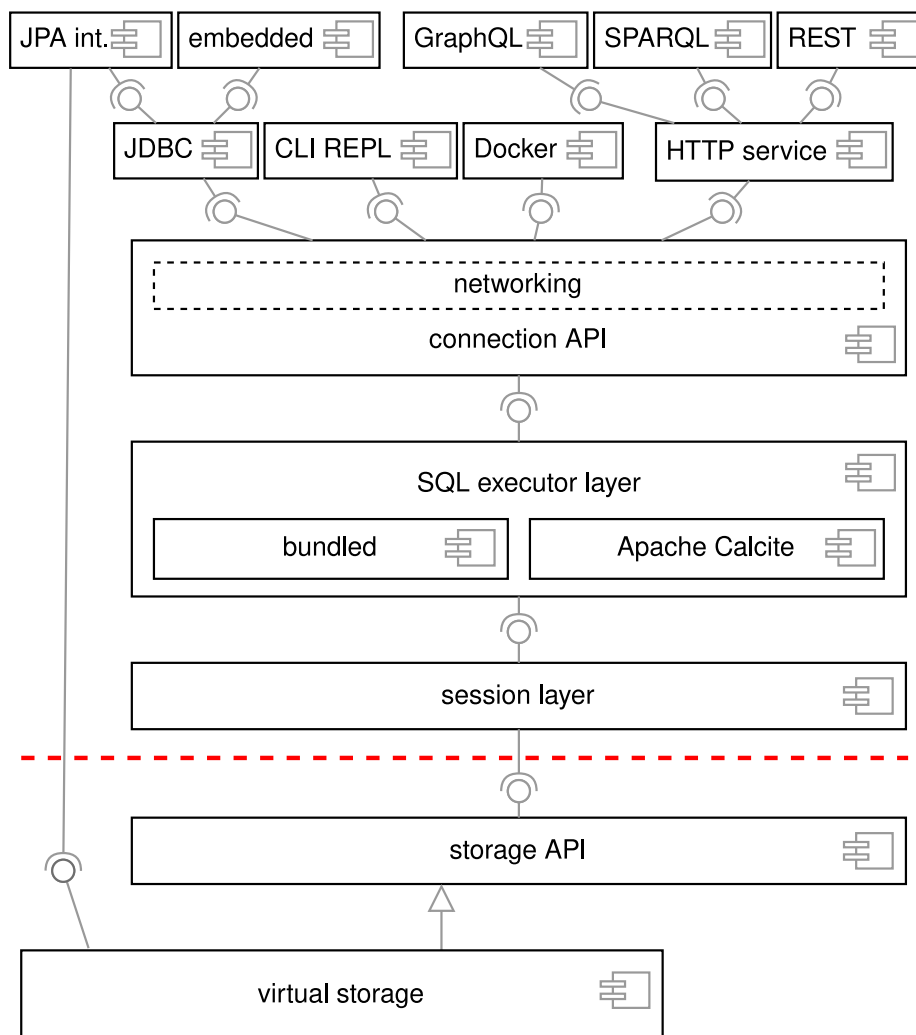 JPA int.
embedded
GraphQL
SPARQL
REST
JDBC
CLI REPL
Docker
HTTP service
networking
connection API
SQL executor layer
bundled
Apache Calcite
session layer
storage API
virtual storage